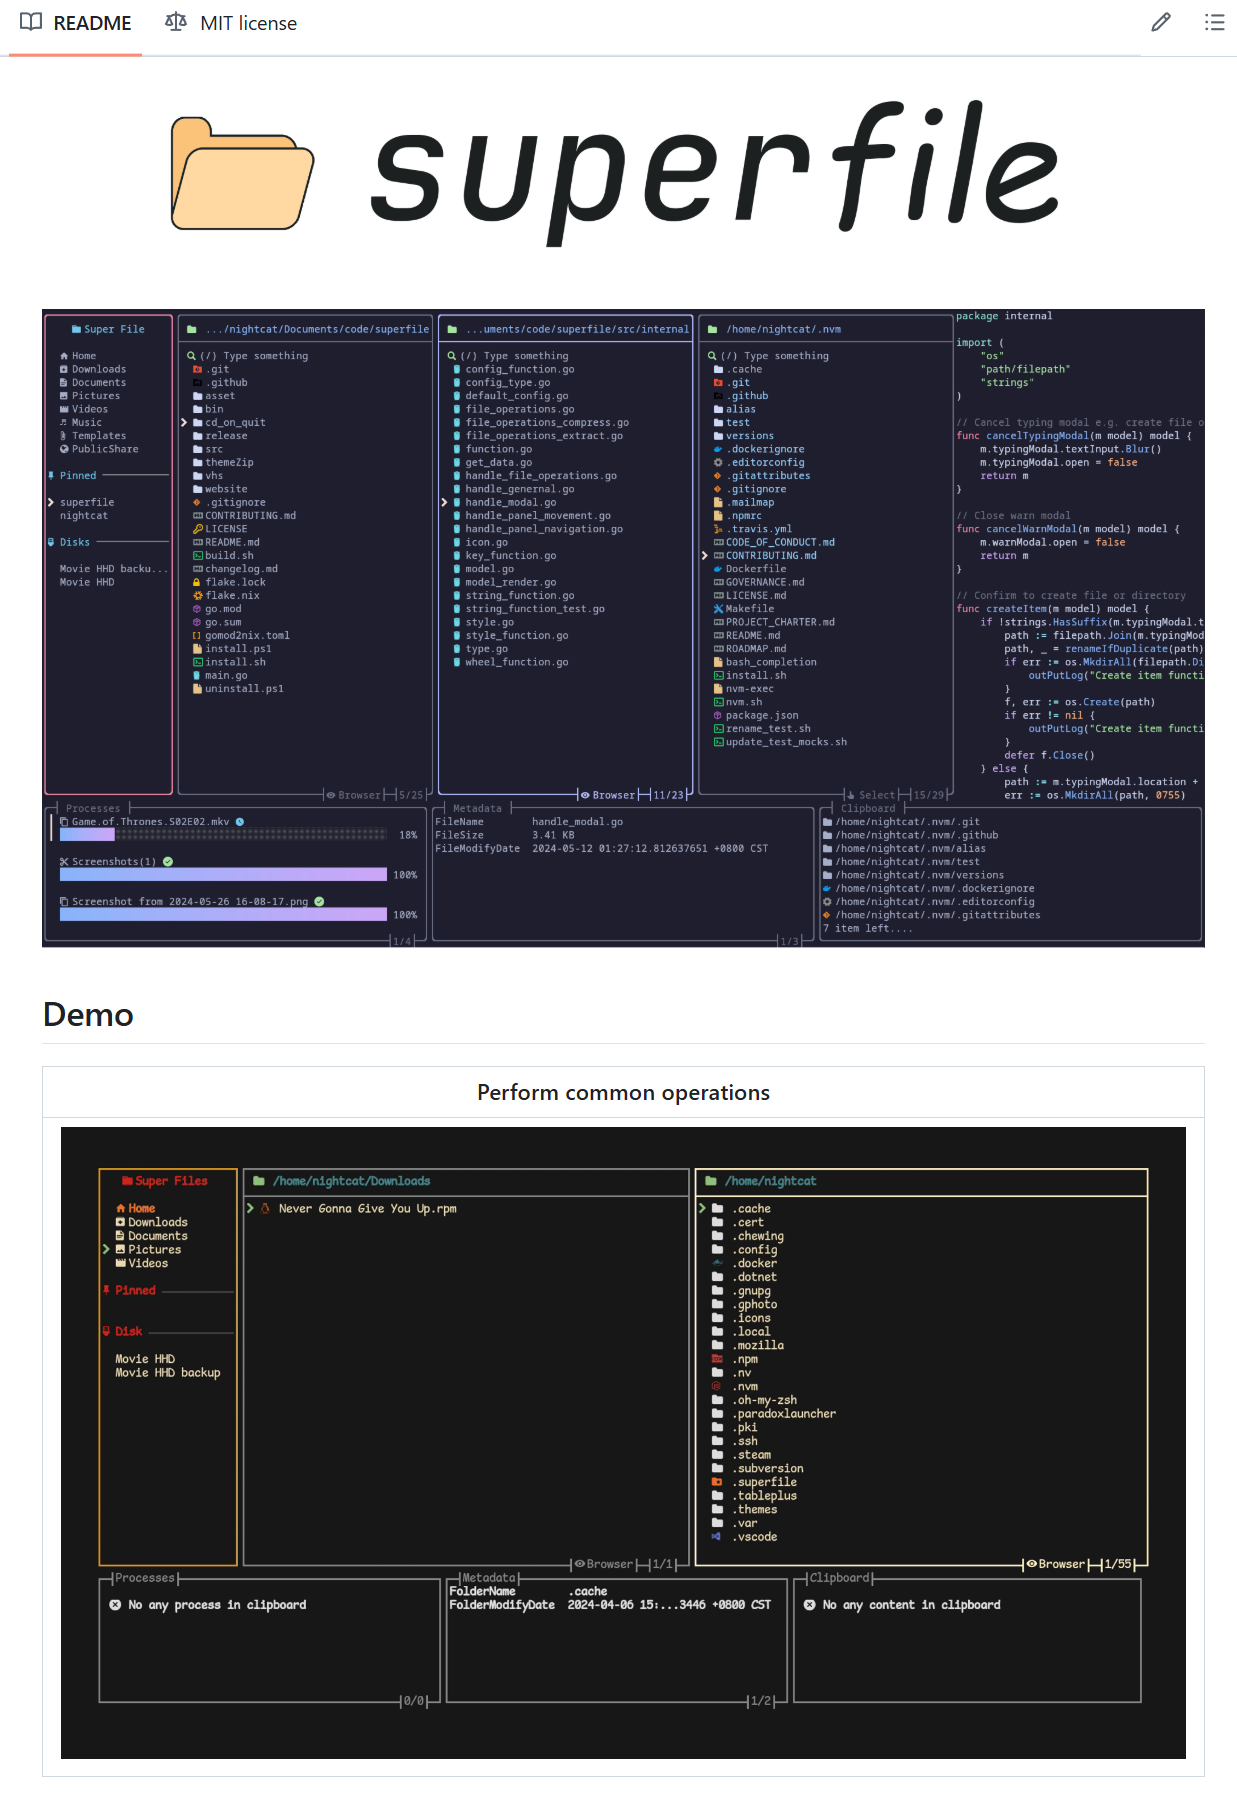 README
MIT license
superfile
Super File
Home
Downloads
Documents
Pictures
Videos
Music
Templates
PublicShare
Pinned
superfile
nightcat
Disks
Movie HHD backu...
Movie HHD
.../nightcat/Documents/code/superfile
(/) Type something
.git
.github
asset
bin
cd_on_quit
release
src
themeZip
vhs
website
.gitignore
CONTRIBUTING.md
LICENSE
README.md
build.sh
changelog.md
flake.lock
flake.nix
go.mod
go.sum
gomod2nix.toml
install.ps1
install.sh
main.go
uninstall.ps1
Browser 5/25
...uments/code/superfile/src/internal
(/) Type something
config_function.go
config_type.go
default_config.go
file_operations.go
file_operations_compress.go
file_operations_extract.go
function.go
get_data.go
handle_file_operations.go
handle_genernal.go
handle_modal.go
handle_panel_movement.go
handle_panel_navigation.go
icon.go
key_function.go
model.go
model_render.go
string_function.go
string_function_test.go
style.go
style_function.go
type.go
wheel_function.go
Browser 11/23
/home/nightcat/.nvm
(/) Type something
.cache
.git
.github
alias
test
versions
.dockerignore
.editorconfig
.gitattributes
.gitignore
.mailmap
.npmrc
.travis.yml
CODE_OF_CONDUCT.md
CONTRIBUTING.md
Dockerfile
GOVERNANCE.md
LICENSE.md
Makefile
PROJECT_CHARTER.md
README.md
ROADMAP.md
bash_completion
install.sh
nvm-exec
nvm.sh
package.json
rename_test.sh
update_test_mocks.sh
Select 15/29
package internal
import (
"os"
"path/filepath"
"strings"
)
// Cancel typing modal e.g. create file o
func cancelTypingModal(m model) model {
m.typingModal.textInput.Blur()
m.typingModal.open = false
return m
}
// Close warn modal
func cancelWarnModal(m model) model {
m.warnModal.open = false
return m
}
// Confirm to create file or directory
func createItem(m model) model {
if !strings.HasSuffix(m.typingModal.t
path := filepath.Join(m.typingMod
path, _ = renameIfDuplicate(path)
if err := os.MkdirAll(filepath.Di
outPutLog("Create item functi
}
f, err := os.Create(path)
if err != nil {
outPutLog("Create item functi
}
defer f.Close()
} else {
path := m.typingModal.location +
err := os.MkdirAll(path, 0755)
Processes
Game.of.Thrones.S02E02.mkv
18%
Screenshots(1)
100%
Screenshot from 2024-05-26 16-08-17.png
100%
1/4
Metadata
FileName handle_modal.go
FileSize 3.41 KB
FileModifyDate 2024-05-12 01:27:12.812637651 +0800 CST
1/3
Clipboard
/home/nightcat/.nvm/.git
/home/nightcat/.nvm/.github
/home/nightcat/.nvm/alias
/home/nightcat/.nvm/test
/home/nightcat/.nvm/versions
/home/nightcat/.nvm/.dockerignore
/home/nightcat/.nvm/.editorconfig
/home/nightcat/.nvm/.gitattributes
7 item left....
Demo
Perform common operations
Super Files
Home
Downloads
Documents
Pictures
Videos
Pinned
Disk
Movie HHD
Movie HHD backup
/home/nightcat/Downloads
Never Gonna Give You Up.rpm
Browser 1/1
/home/nightcat
.cache
.cert
.chewing
.config
.docker
.dotnet
.gnupg
.gphoto
.icons
.local
.mozilla
.npm
.nv
.nvm
.oh-my-zsh
.paradoxlauncher
.pki
.ssh
.steam
.subversion
.superfile
.tableplus
.themes
.var
.vscode
Browser 1/55
Processes
No any process in clipboard
0/0
Metadata
FolderName .cache
FolderModifyDate 2024-04-06 15:...3446 +0800 CST
1/2
Clipboard
No any content in clipboard